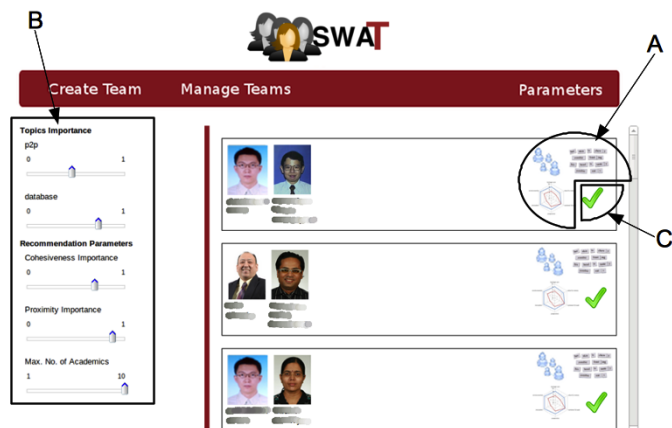 B
SWAT
A
Create Team Manage Teams Parameters
Topics Importance
p2p
0 1
database
0 1
Recommendation Parameters
Cohesiveness Importance
0 1
C
Proximity Importance
0 1
Max. No. of Academics
1 10